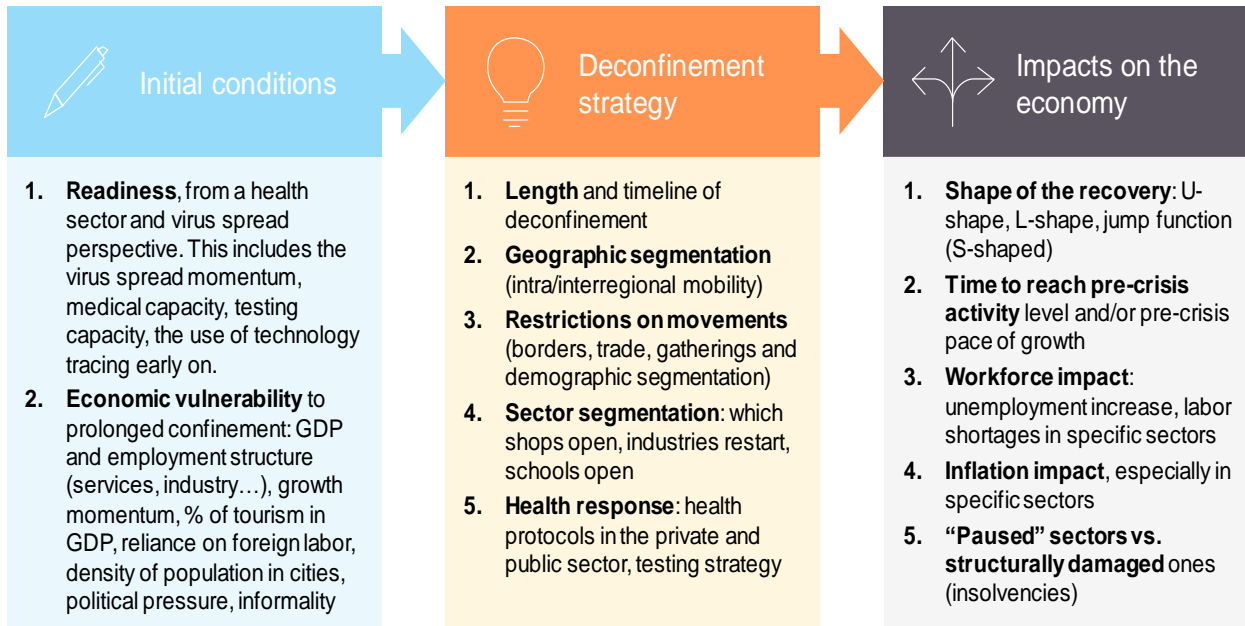 Initial conditions
1. Readiness, from a health
sector and virus spread
perspective. This includes the
virus spread momentum,
medical capacity, testing
capacity, the use of technology
tracing early on.
2. Economic vulnerability to
prolonged confinement: GDP
and employment structure
(services, industry…), growth
momentum, % of tourism in
GDP, reliance on foreign labor,
density of population in cities,
political pressure, informality
Deconfinement
strategy
1. Length and timeline of
deconfinement
2. Geographic segmentation
(intra/interregional mobility)
3. Restrictions on movements
(borders, trade, gatherings and
demographic segmentation)
4. Sector segmentation: which
shops open, industries restart,
schools open
5. Health response: health
protocols in the private and
public sector, testing strategy
Impacts on the
economy
1. Shape of the recovery: U-
shape, L-shape, jump function
(S-shaped)
2. Time to reach pre-crisis
activity level and/or pre-crisis
pace of growth
3. Workforce impact:
unemployment increase, labor
shortages in specific sectors
4. Inflation impact, especially in
specific sectors
5. “Paused” sectors vs.
structurally damaged ones
(insolvencies)